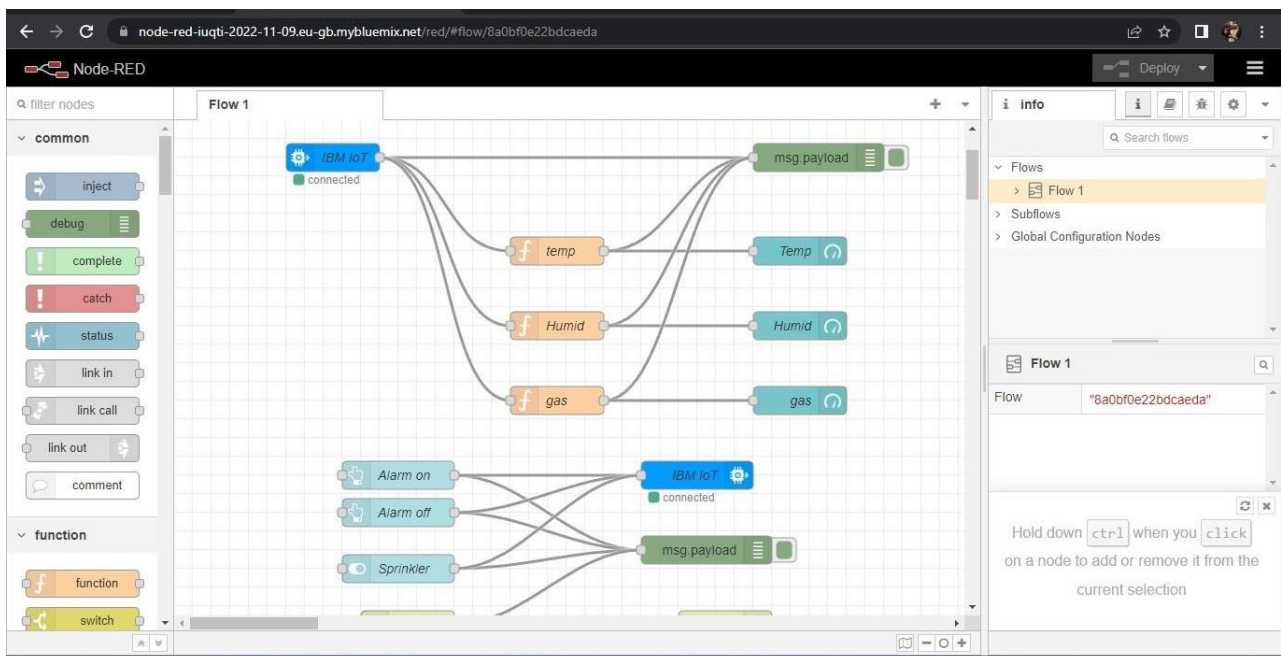 node-red-iuqti-2022-11-09.eu-gb.mybluemix.net/red/#flow/8a0bf0e22bdcaeda
Node-RED
Deploy
filter nodes
Flow 1
i info
i
common
Search flows
inject
debug
complete
catch
status
link in
link call
link out
comment
function
function
switch
IBM IoT
connected
msg.payload
temp
Temp
Humid
Humid
gas
gas
Alarm on
IBM IoT
connected
Alarm off
msg.payload
Sprinkler
Flows
Flow 1
Subflows
Global Configuration Nodes
Flow 1
Flow "8a0bf0e22bdcaeda"
Hold down ctrl when you click
on a node to add or remove it from the
current selection